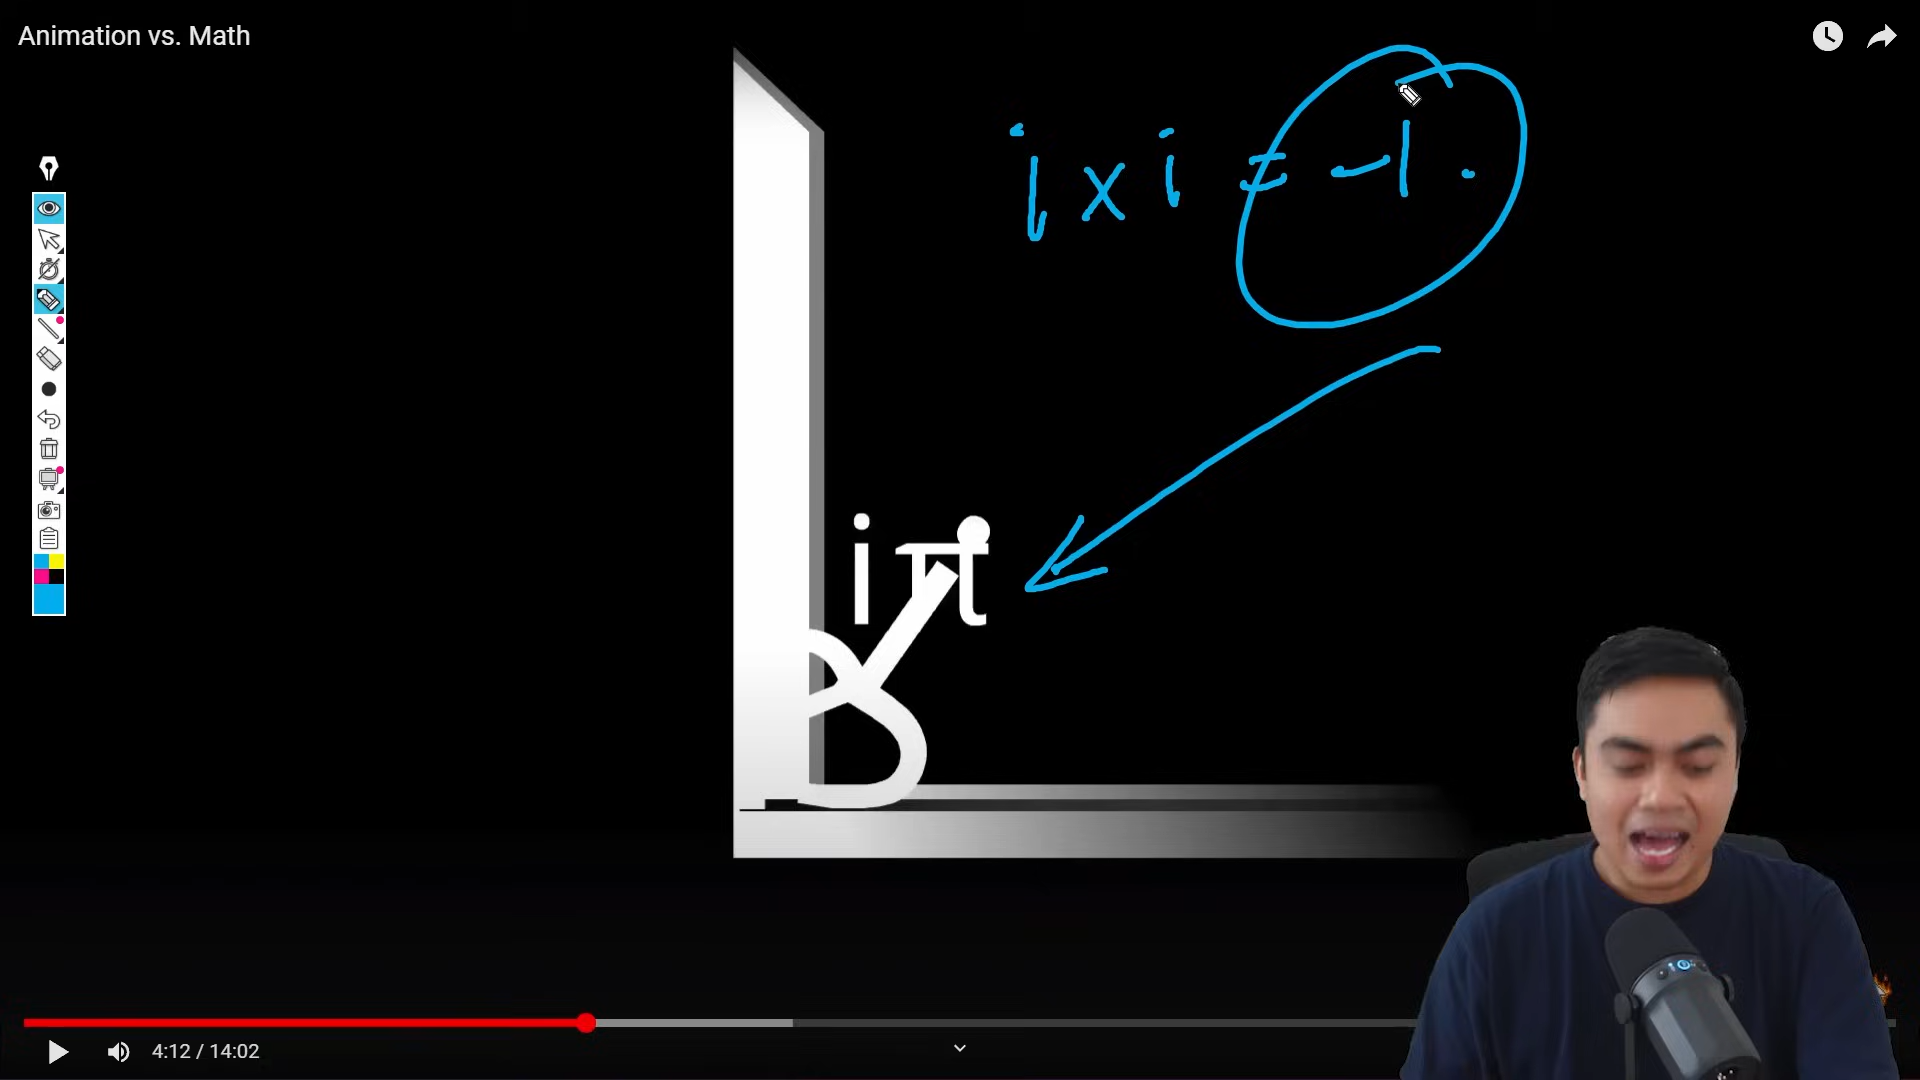 Animation vs. Math
i x i = -1.
iπ
4:12 / 14:02